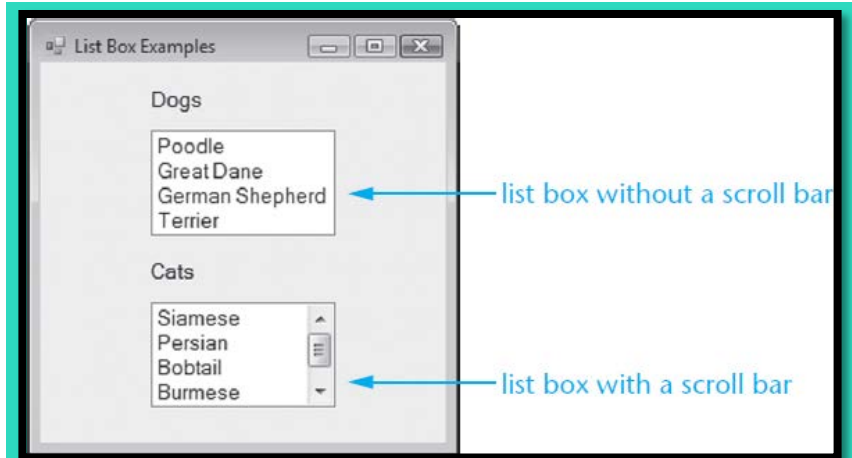 List Box Examples
Dogs
Poodle
Great Dane
German Shepherd
Terrier
list box without a scroll bar
Cats
Siamese
Persian
Bobtail
Burmese
list box with a scroll bar